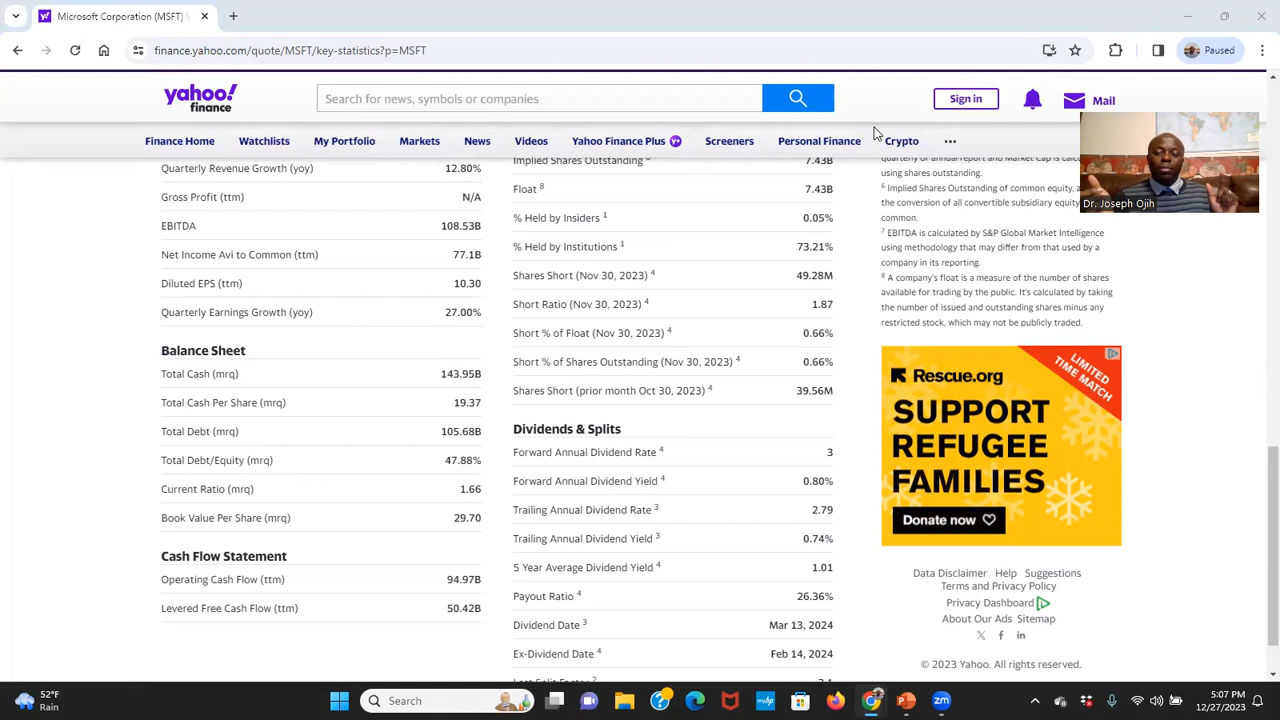 Microsoft Corporation (MSFT) V
finance.yahoo.com/quote/MSFT/key-statistics?p=MSFT
Paused
yahoo!
finance
Search for news, symbols or companies
Sign in
Mail
Finance Home Watchlists My Portfolio Markets News Videos Yahoo Finance Plus Screeners Personal Finance Crypto ...
Quarterly Revenue Growth (yoy) 12.80%
Gross Profit (ttm) N/A
EBITDA 108.53B
Net Income Avi to Common (ttm) 77.1B
Diluted EPS (ttm) 10.30
Quarterly Earnings Growth (yoy) 27.00%
Balance Sheet
Total Cash (mrq) 143.95B
Total Cash Per Share (mrq) 19.37
Total Debt (mrq) 105.68B
Total Debt/Equity (mrq) 47.88%
Current Ratio (mrq) 1.66
Book Value Per Share (mrq) 29.70
Cash Flow Statement
Operating Cash Flow (ttm) 94.97B
Levered Free Cash Flow (ttm) 50.42B
Implied Shares Outstanding 6 7.43B
Float 8 7.43B
% Held by Insiders 1 0.05%
% Held by Institutions 1 73.21%
Shares Short (Nov 30, 2023) 4 49.28M
Short Ratio (Nov 30, 2023) 4 1.87
Short % of Float (Nov 30, 2023) 4 0.66%
Short % of Shares Outstanding (Nov 30, 2023) 4 0.66%
Shares Short (prior month Oct 30, 2023) 4 39.56M
Dividends & Splits
Forward Annual Dividend Rate 4 3
Forward Annual Dividend Yield 4 0.80%
Trailing Annual Dividend Rate 3 2.79
Trailing Annual Dividend Yield 3 0.74%
5 Year Average Dividend Yield 4 1.01
Payout Ratio 4 26.36%
Dividend Date 3 Mar 13, 2024
Ex-Dividend Date 4 Feb 14, 2024
quarterly or annual report and Market Cap is calcu
using shares outstanding.
6 Implied Shares Outstanding of common equity, a
the conversion of all convertible subsidiary equity
common.
7 EBITDA is calculated by S&P Global Market Intelligence
using methodology that may differ from that used by a
company in its reporting.
8 A company's float is a measure of the number of shares
available for trading by the public. It's calculated by taking
the number of issued and outstanding shares minus any
restricted stock, which may not be publicly traded.
Dr. Joseph Ojih
Rescue.org
LIMITED
TIME MATCH
SUPPORT
REFUGEE
FAMILIES
Donate now
Data Disclaimer Help Suggestions
Terms and Privacy Policy
Privacy Dashboard
About Our Ads Sitemap
© 2023 Yahoo. All rights reserved.
52°F
Rain
Search
5:07 PM
12/27/2023